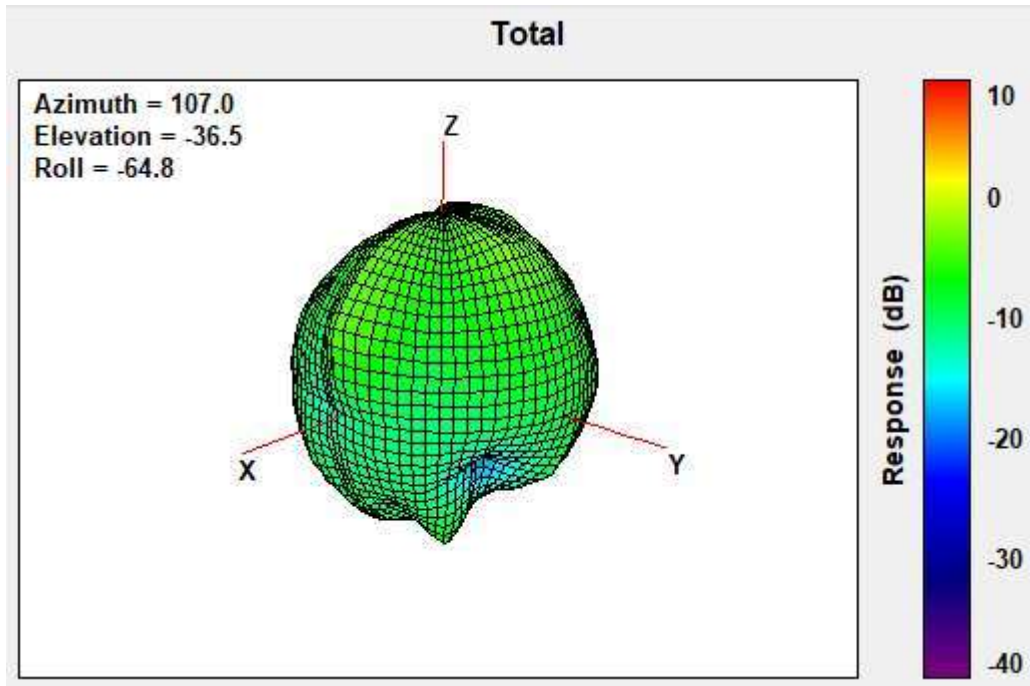 Total
Azimuth = 107.0
Elevation = -36.5
Roll = -64.8
Z
X
Y
Response (dB)
10
0
-10
-20
-30
-40